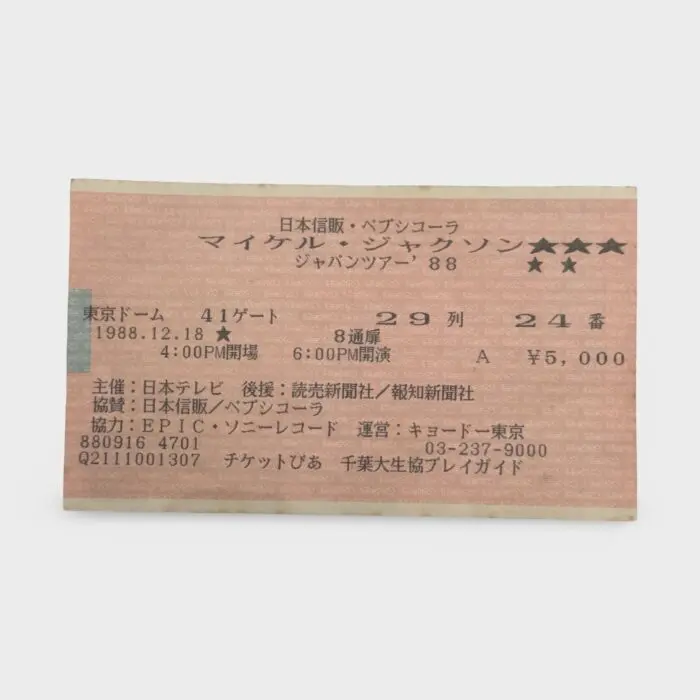 日本信販・ペプシコーラ
マイケル・ジャクソン★★★
ジャパンツアー'88 ★★
東京ドーム 41ゲート 29列 24番
1988.12.18 ★ 8通扉
4:00PM開場 6:00PM開演 A ¥5,000
主催:日本テレビ 後援:読売新聞社/報知新聞社
協賛:日本信販/ペプシコーラ
協力:EPIC・ソニーレコード 運営:キョードー東京
880916 4701 03-237-9000
Q2111001307 チケットぴあ 千葉大生協プレイガイド